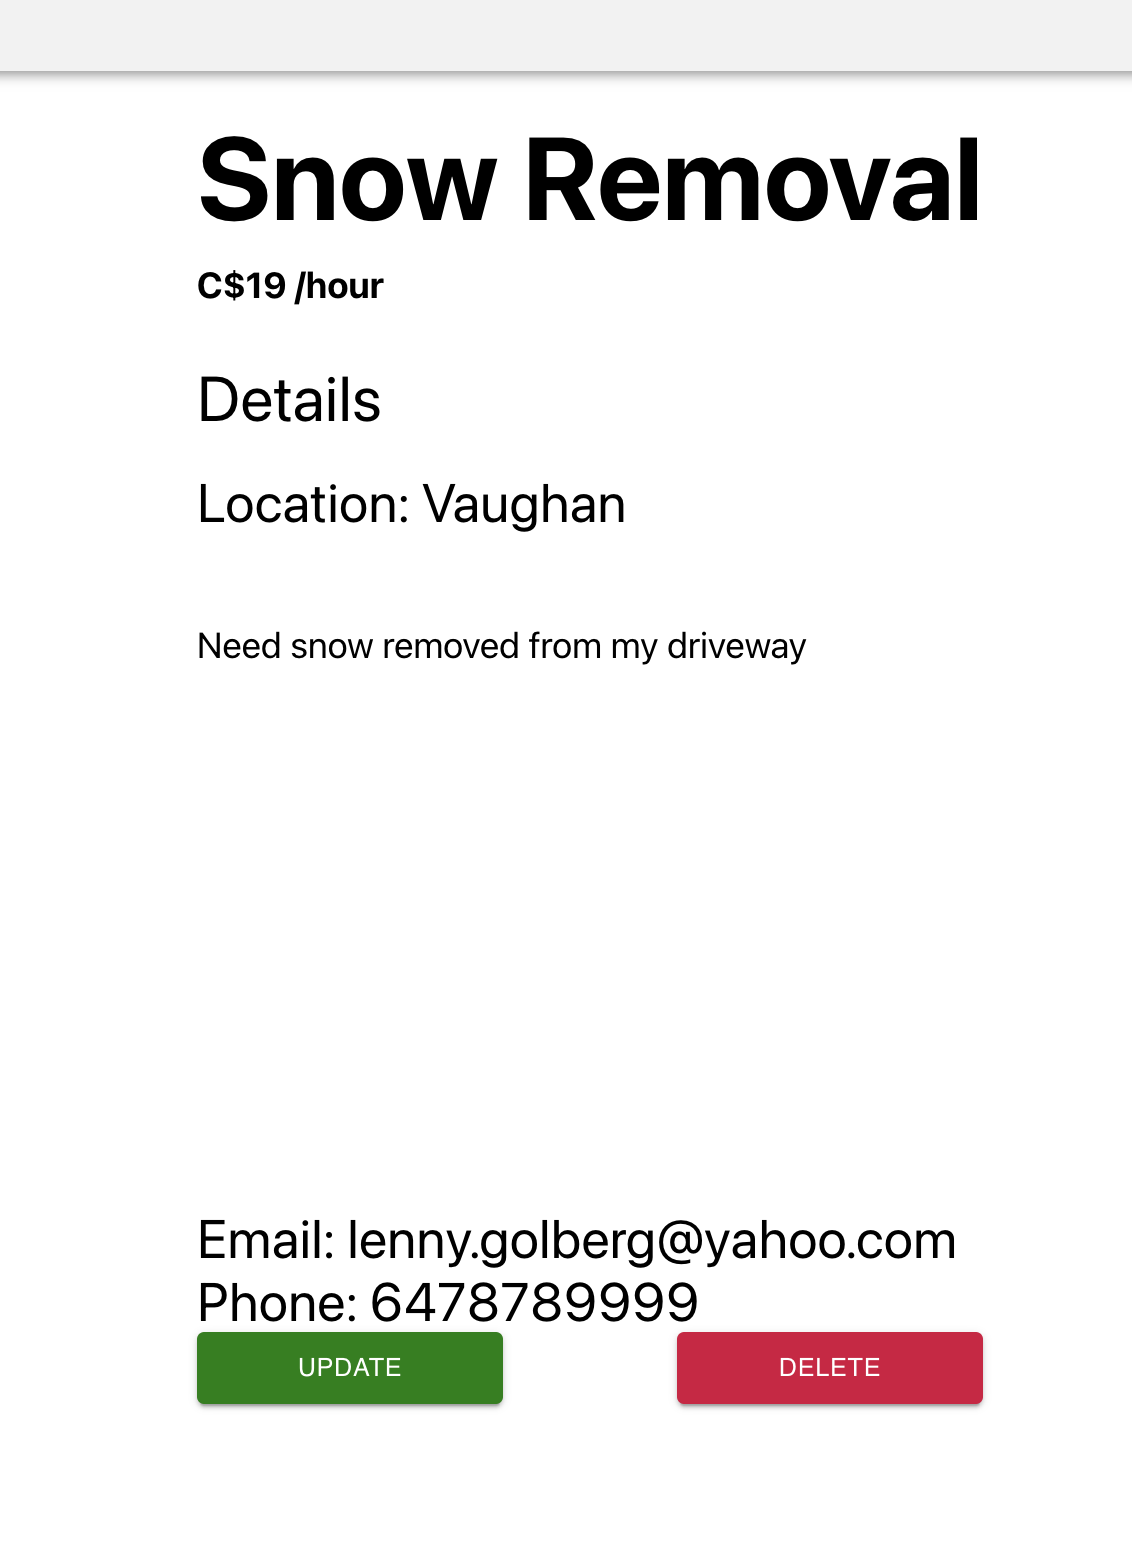 Snow Removal
C$19 /hour
Details
Location: Vaughan
Need snow removed from my driveway
Email: lenny.golberg@yahoo.com
Phone: 6478789999
UPDATE DELETE